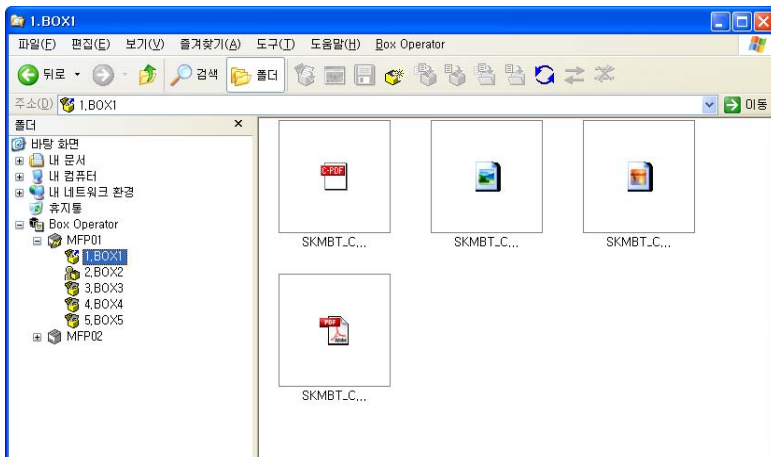 1.BOX1
파일(F) 편집(E) 보기(V) 즐겨찾기(A) 도구(T) 도움말(H) Box Operator
뒤로 검색 폴더
주소(D) 1.BOX1 이동
폴더 ×
바탕 화면
내 문서
내 컴퓨터
내 네트워크 환경
휴지통
Box Operator
MFP01
1.BOX1
2.BOX2
3.BOX3
4.BOX4
5.BOX5
MFP02
C-PDF
SKMBT_C... SKMBT_C... SKMBT_C...
PDF
Adobe
SKMBT_C...